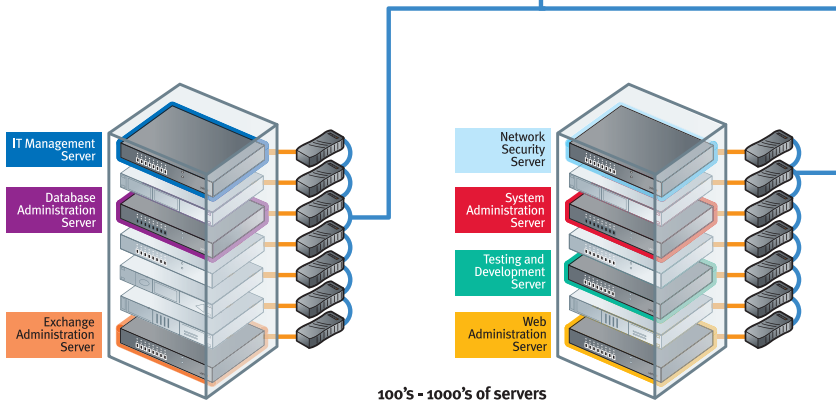 IT Management
Server
Database
Administration
Server
Exchange
Administration
Server
Network
Security
Server
System
Administration
Server
Testing and
Development
Server
Web
Administration
Server
100's - 1000's of servers